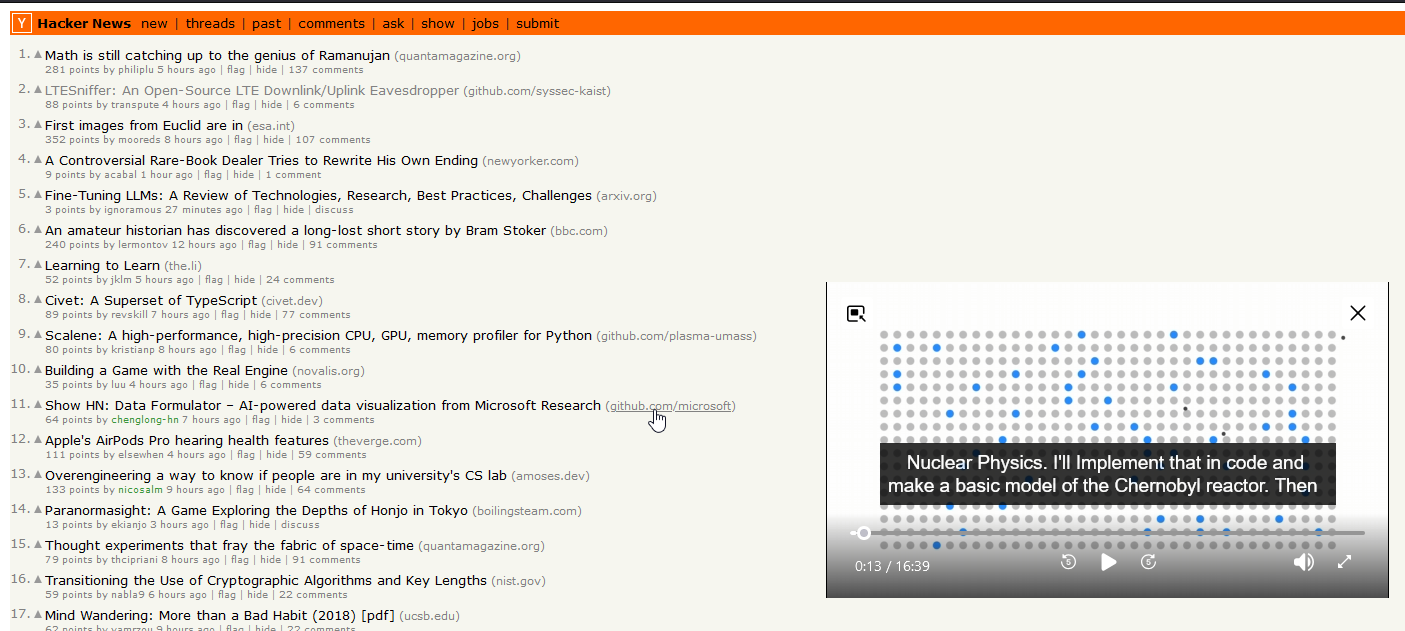 Y Hacker News new | threads | past | comments | ask | show | jobs | submit
1. Math is still catching up to the genius of Ramanujan (quantamagazine.org)
281 points by philiplu 5 hours ago | flag | hide | 137 comments
2. LTESniffer: An Open-Source LTE Downlink/Uplink Eavesdropper (github.com/syssec-kaist)
88 points by transpute 4 hours ago | flag | hide | 6 comments
3. First images from Euclid are in (esa.int)
352 points by mooreds 8 hours ago | flag | hide | 107 comments
4. A Controversial Rare-Book Dealer Tries to Rewrite His Own Ending (newyorker.com)
9 points by acabal 1 hour ago | flag | hide | 1 comment
5. Fine-Tuning LLMs: A Review of Technologies, Research, Best Practices, Challenges (arxiv.org)
3 points by ignoramous 27 minutes ago | flag | hide | discuss
6. An amateur historian has discovered a long-lost short story by Bram Stoker (bbc.com)
240 points by lermontov 12 hours ago | flag | hide | 91 comments
7. Learning to Learn (the.li)
52 points by jklm 5 hours ago | flag | hide | 24 comments
8. Civet: A Superset of TypeScript (civet.dev)
89 points by revskill 7 hours ago | flag | hide | 77 comments
9. Scalene: A high-performance, high-precision CPU, GPU, memory profiler for Python (github.com/plasma-umass)
80 points by kristianp 8 hours ago | flag | hide | 6 comments
10. Building a Game with the Real Engine (novalis.org)
35 points by luu 4 hours ago | flag | hide | 6 comments
11. Show HN: Data Formulator – AI-powered data visualization from Microsoft Research (github.com/microsoft)
64 points by chenglong-hn 7 hours ago | flag | hide | 3 comments
12. Apple's AirPods Pro hearing health features (theverge.com)
111 points by elsewhen 4 hours ago | flag | hide | 59 comments
13. Overengineering a way to know if people are in my university's CS lab (amoses.dev)
133 points by nicosalm 9 hours ago | flag | hide | 64 comments
14. Paranormasight: A Game Exploring the Depths of Honjo in Tokyo (boilingsteam.com)
13 points by ekianjo 3 hours ago | flag | hide | discuss
15. Thought experiments that fray the fabric of space-time (quantamagazine.org)
79 points by thcipriani 8 hours ago | flag | hide | 91 comments
16. Transitioning the Use of Cryptographic Algorithms and Key Lengths (nist.gov)
59 points by nabla9 6 hours ago | flag | hide | 22 comments
17. Mind Wandering: More than a Bad Habit (2018) [pdf] (ucsb.edu)
62 points by vamrzou 9 hours ago | flag | hide | 22 comments
Nuclear Physics. I'll Implement that in code and
make a basic model of the Chernobyl reactor. Then
0:13 / 16:39
5
5